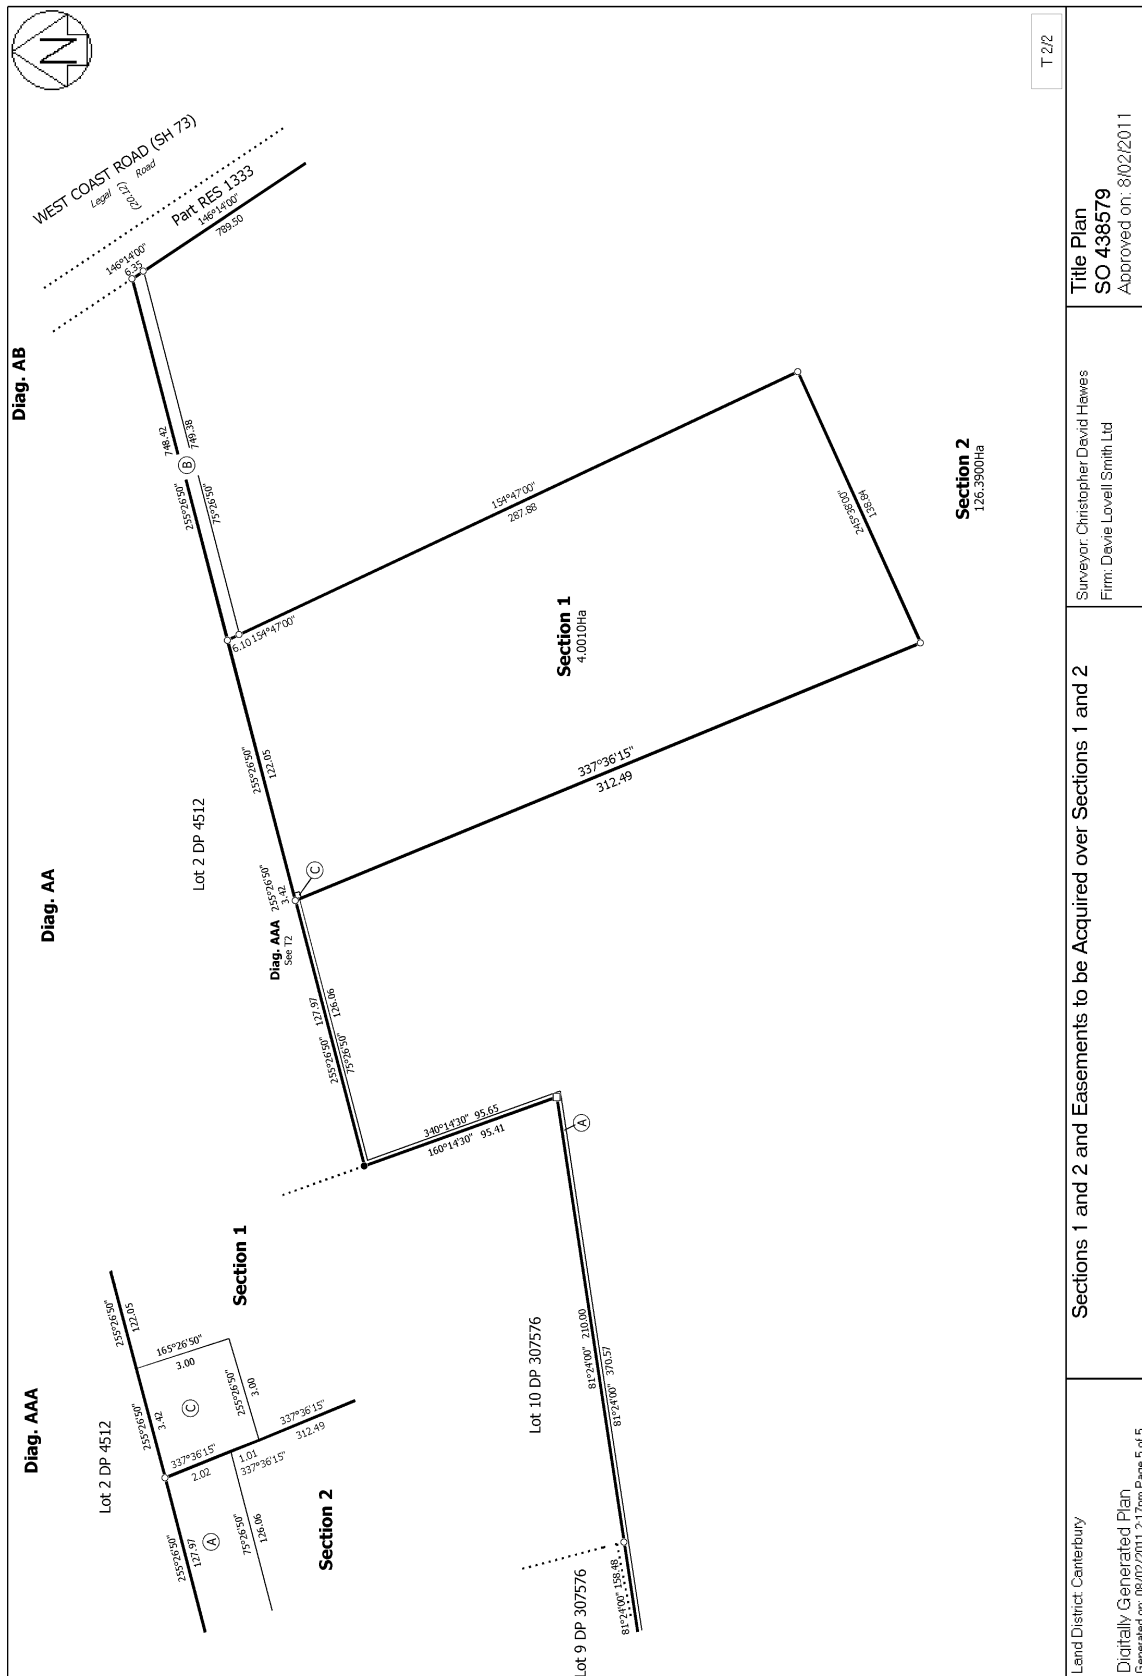 T 2/2
N
WEST COAST ROAD (SH 73)
Legal Road
(20.12)
Part RES 1333
146°14'00"
789.50
146°14'00"
6.35
Diag. AB
748.42
749.38
B
255°26'50"
75°26'50"
154°47'00"
287.88
6.10 154°47'00"
Section 1
4.0010Ha
245°38'00"
138.84
Section 2
126.3900Ha
Diag. AA
Lot 2 DP 4512
255°26'50"
122.05
255°26'50"
3.42
C
Diag. AAA
See T2
337°36'15"
312.49
127.97
126.06
255°26'50"
75°26'50"
340°14'30" 95.65
160°14'30" 95.41
A
Lot 10 DP 307576
81°24'00" 210.00
81°24'00" 370.57
Lot 9 DP 307576
81°24'00" 158.48
Diag. AAA
Lot 2 DP 4512
Section 1
255°26'50"
122.05
165°26'50"
3.00
255°26'50"
3.42
C
255°26'50"
3.00
337°36'15"
2.02
1.01
337°36'15"
337°36'15"
312.49
255°26'50"
127.97
A
75°26'50"
126.06
Section 2
Land District: Canterbury
Digitally Generated Plan
Generated on: 08/02/2011 2:17pm Page 5 of 5
Sections 1 and 2 and Easements to be Acquired over Sections 1 and 2
Surveyor: Christopher David Hawes
Firm: Davie Lovell Smith Ltd
Title Plan
SO 438579
Approved on: 8/02/2011